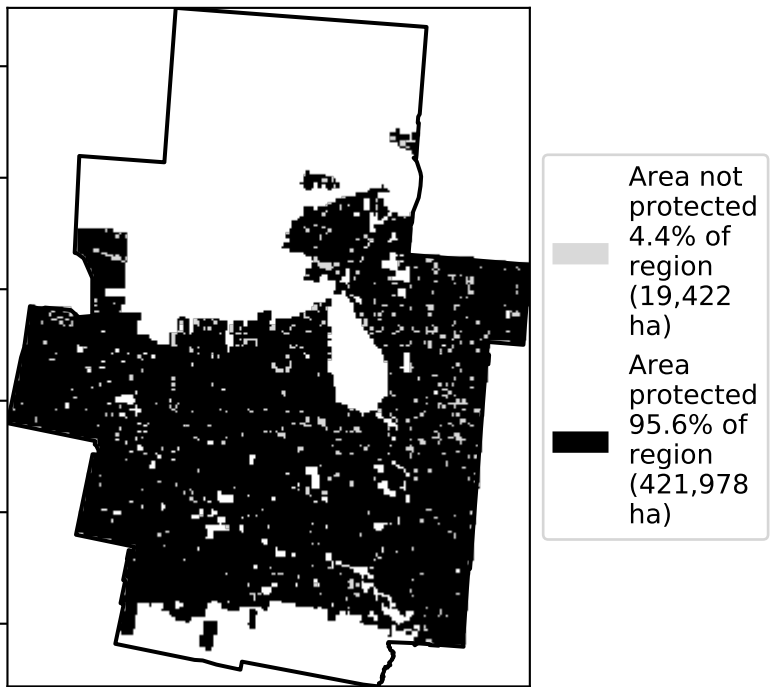 Area not
protected
4.4% of
region
(19,422
ha)
Area
protected
95.6% of
region
(421,978
ha)